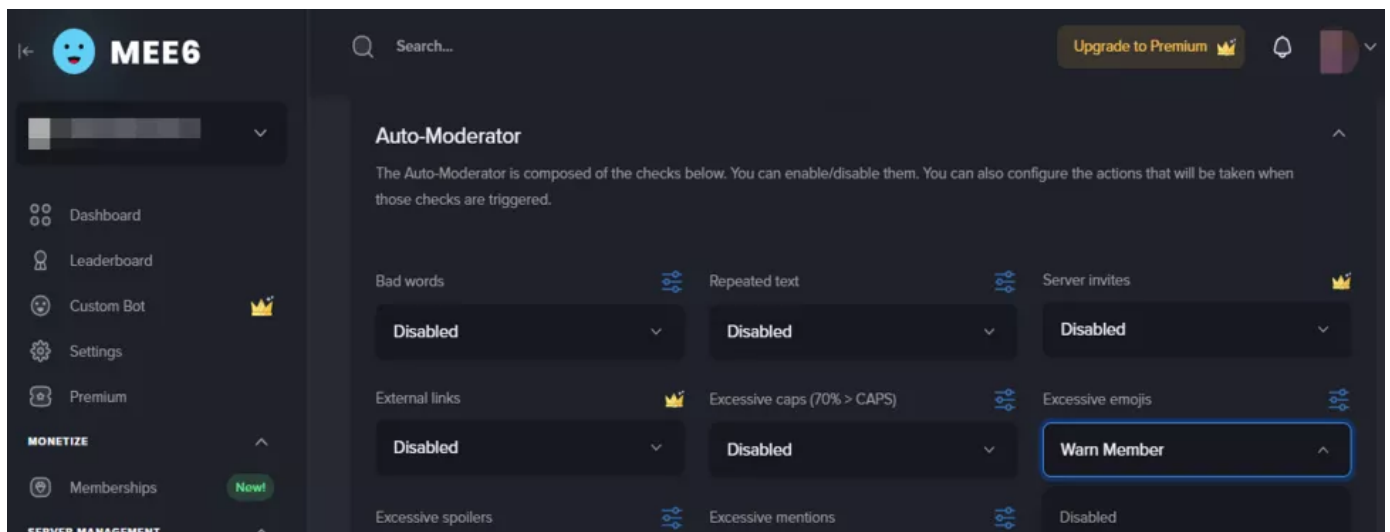 MEE6
Search...
Upgrade to Premium
Dashboard
Leaderboard
Custom Bot
Settings
Premium
MONETIZE
Memberships
New!
SERVER MANAGEMENT
Auto-Moderator
The Auto-Moderator is composed of the checks below. You can enable/disable them. You can also configure the actions that will be taken when
those checks are triggered.
Bad words
Disabled
Repeated text
Disabled
Server invites
Disabled
External links
Disabled
Excessive caps (70% > CAPS)
Disabled
Excessive emojis
Warn Member
Excessive spoilers
Excessive mentions
Disabled